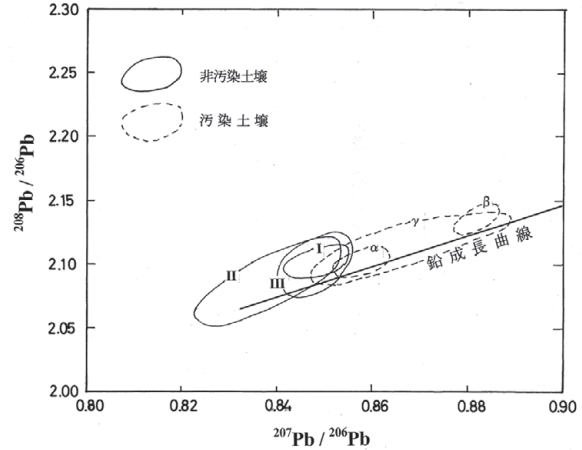 2.30
2.25
2.20
2.15
2.10
2.05
2.00
²⁰⁸Pb / ²⁰⁶Pb
非汚染土壌
汚染土壌
I
II
III
α
β
γ
鉛成長曲線
0.80
0.82
0.84
0.86
0.88
0.90
²⁰⁷Pb / ²⁰⁶Pb